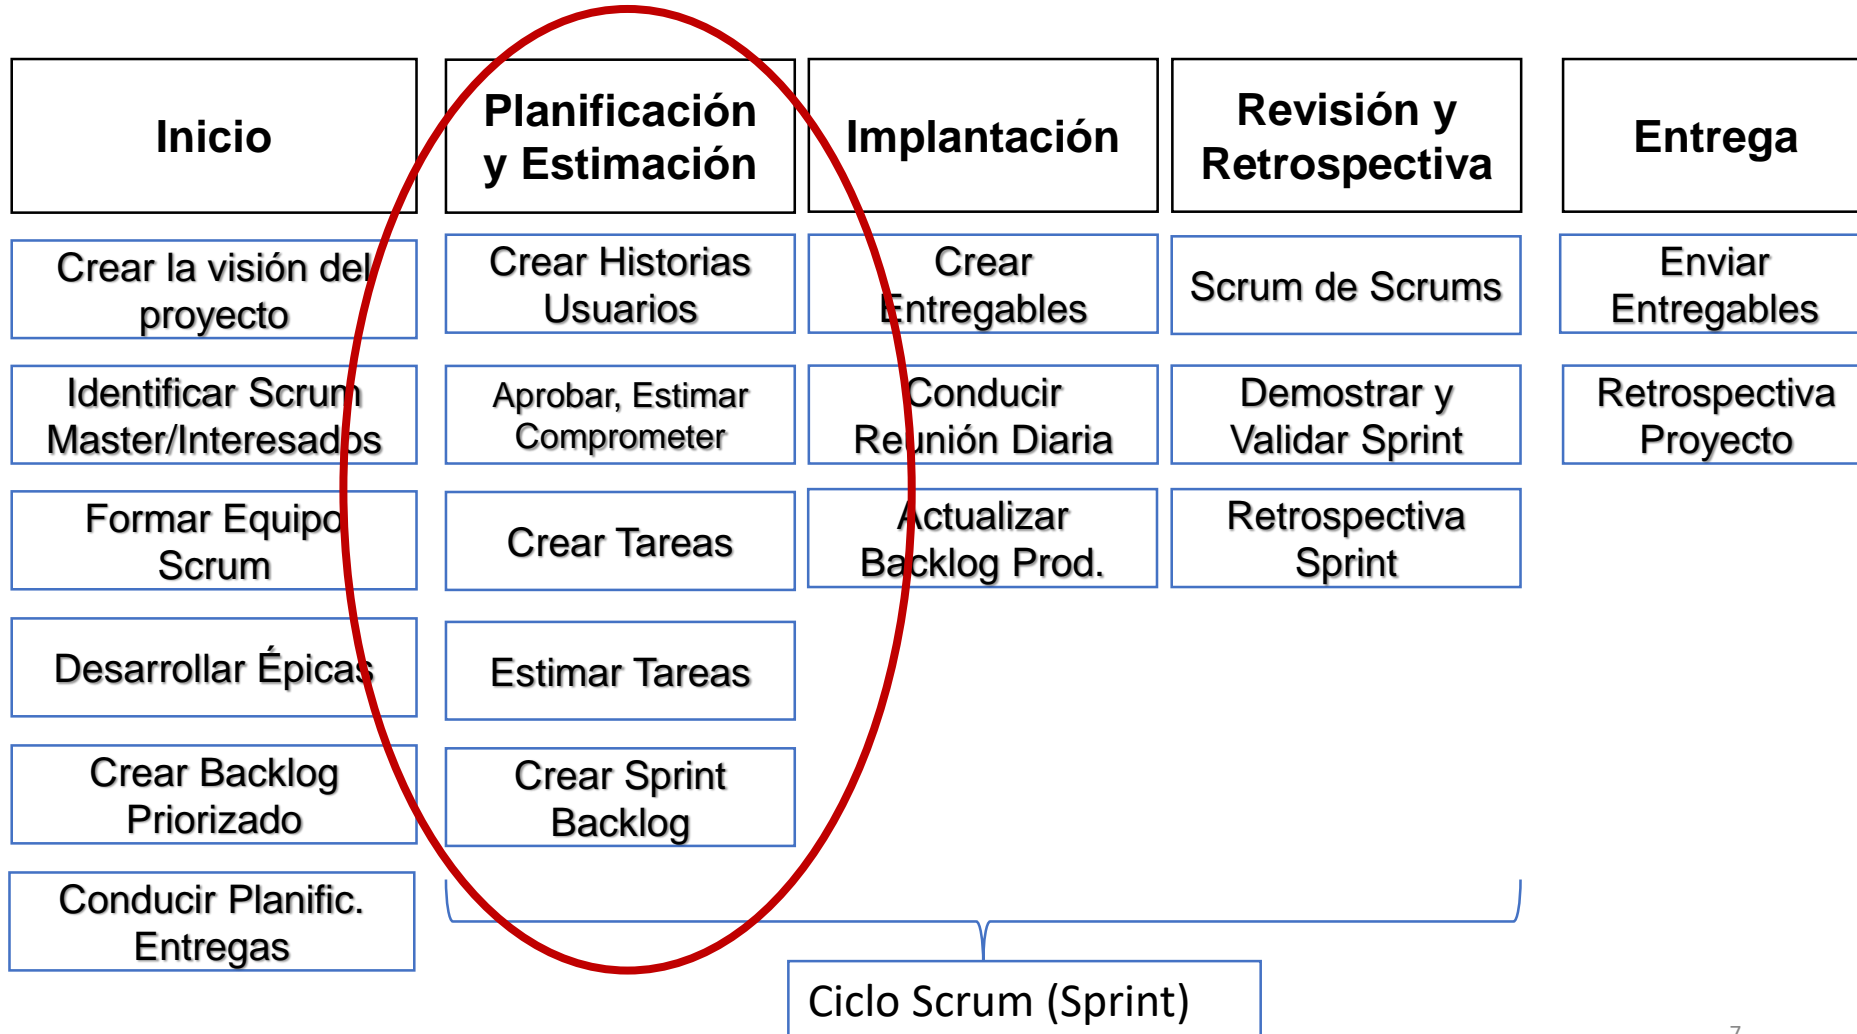 Inicio
Planificación
y Estimación
Implantación
Revisión y
Retrospectiva
Entrega
Crear la visión del
proyecto
Identificar Scrum
Master/Interesados
Formar Equipo
Scrum
Desarrollar Épicas
Crear Backlog
Priorizado
Conducir Planific.
Entregas
Crear Historias
Usuarios
Aprobar, Estimar
Comprometer
Crear Tareas
Estimar Tareas
Crear Sprint
Backlog
Crear
Entregables
Conducir
Reunión Diaria
Actualizar
Backlog Prod.
Scrum de Scrums
Demostrar y
Validar Sprint
Retrospectiva
Sprint
Enviar
Entregables
Retrospectiva
Proyecto
Ciclo Scrum (Sprint)
7